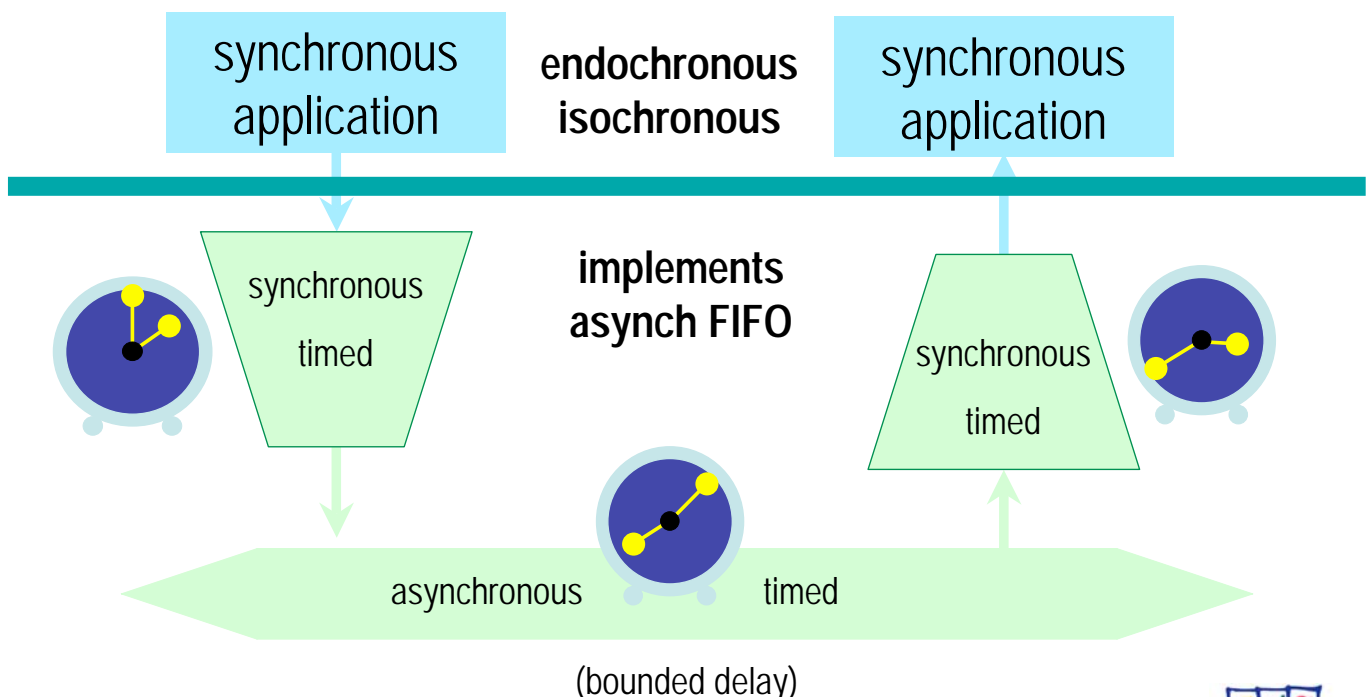 synchronous
application
endochronous
isochronous
synchronous
application
synchronous
timed
implements
asynch FIFO
synchronous
timed
asynchronous timed
(bounded delay)